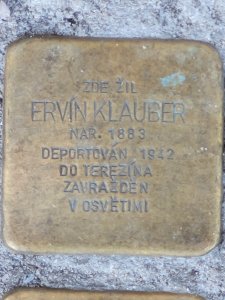 ZDE ŽIL
ERVÍN KLAUBER
NAR. 1883
DEPORTOVÁN 1942
DO TEREZÍNA
ZAVRAŽDĚN
V OSVĚTIMI